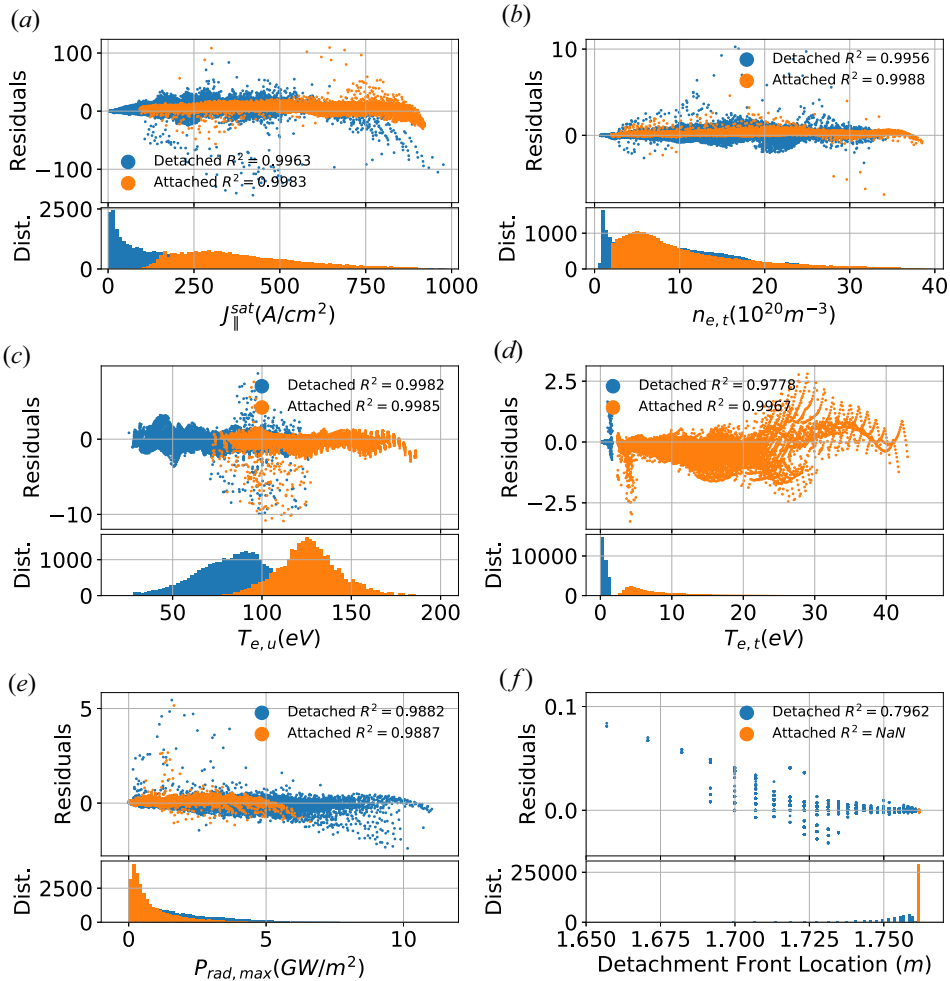 (a)
100
0
−100
Residuals
Detached R² = 0.9963
Attached R² = 0.9983
2500
0
Dist.
0 250 500 750 1000
J∥^sat (A/cm²)
(b)
10
0
Residuals
Detached R² = 0.9956
Attached R² = 0.9988
1000
0
Dist.
0 10 20 30 40
n_e,t (10²⁰ m⁻³)
(c)
0
−10
Residuals
Detached R² = 0.9982
Attached R² = 0.9985
1000
0
Dist.
50 100 150 200
T_e,u (eV)
(d)
2.5
0.0
−2.5
Residuals
Detached R² = 0.9778
Attached R² = 0.9967
10000
0
Dist.
0 10 20 30 40
T_e,t (eV)
(e)
5
0
Residuals
Detached R² = 0.9882
Attached R² = 0.9887
2500
0
Dist.
0 5 10
P_rad,max (GW/m²)
(f)
0.1
0.0
Residuals
Detached R² = 0.7962
Attached R² = NaN
25000
0
Dist.
1.650 1.675 1.700 1.725 1.750
Detachment Front Location (m)